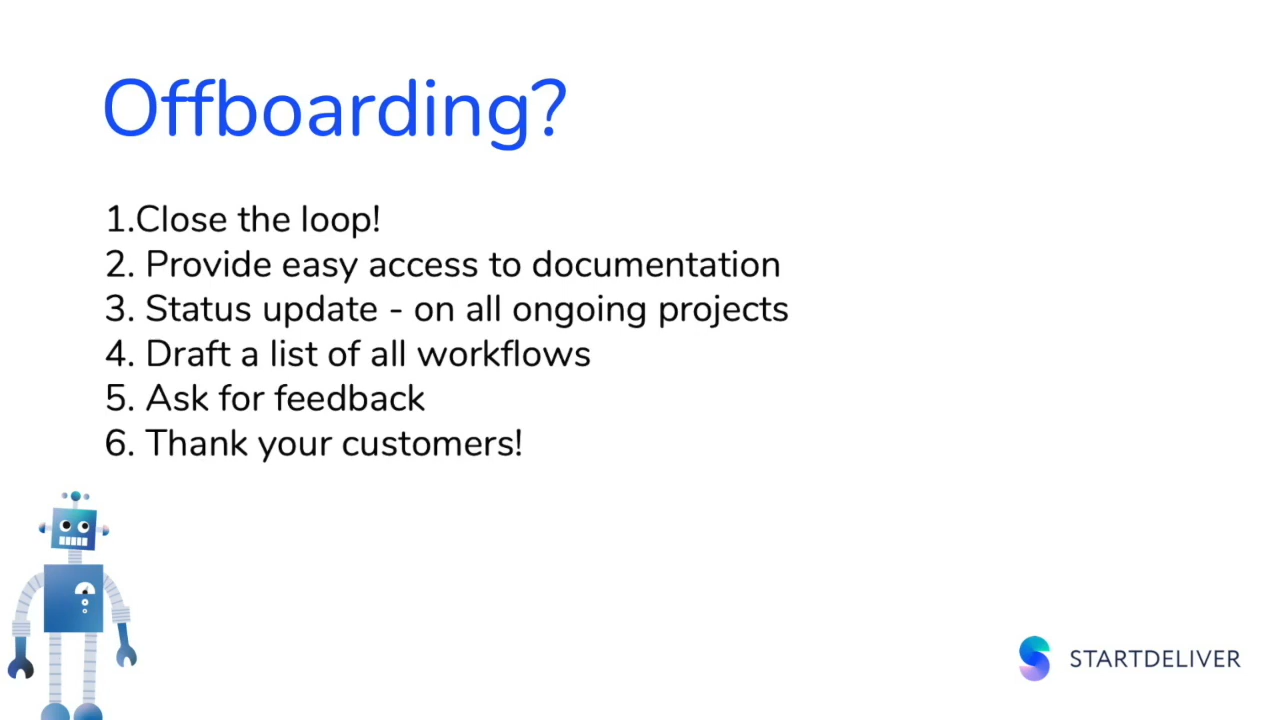 Offboarding?
1.Close the loop!
2. Provide easy access to documentation
3. Status update - on all ongoing projects
4. Draft a list of all workflows
5. Ask for feedback
6. Thank your customers!
STARTDELIVER